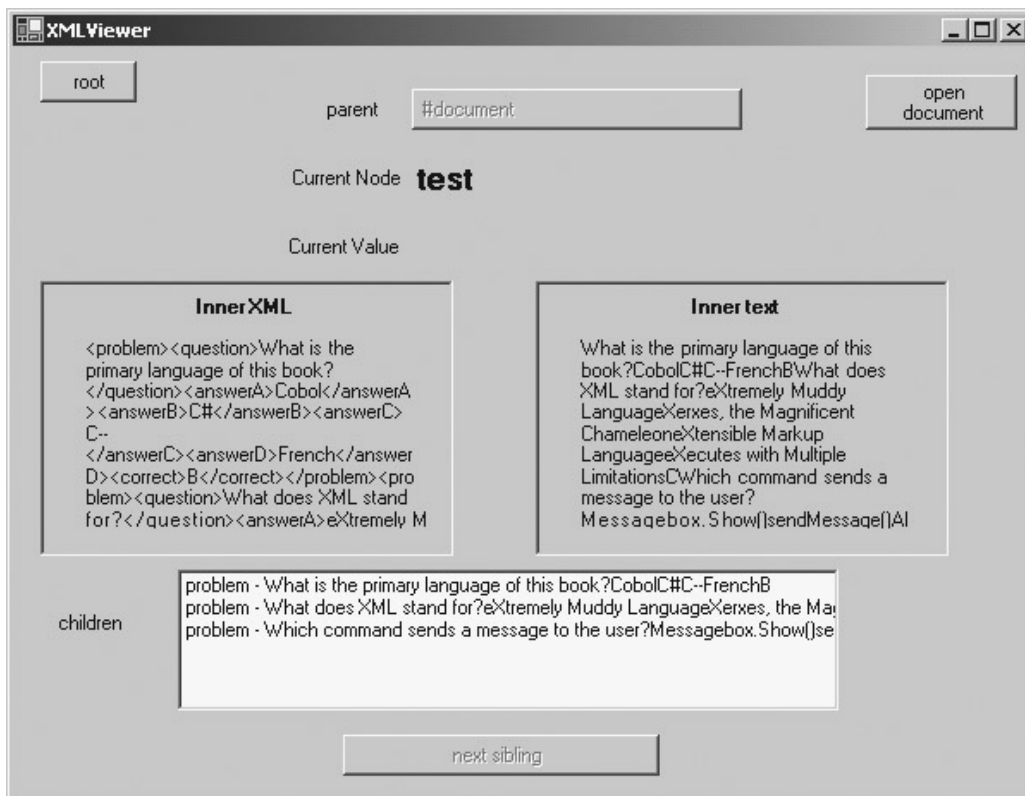 XMLViewer
root
parent
#document
open
document
Current Node
test
Current Value
InnerXML
<problem><question>What is the
primary language of this book?
</question><answerA>Cobol</answerA
><answerB>C#</answerB><answerC>
C--
</answerC><answerD>French</answer
D><correct>B</correct></problem><pro
blem><question>What does XML stand
for?</question><answerA>eXtremely M
Inner text
What is the primary language of this
book?CobolC#C--FrenchBWhat does
XML stand for?eXtremely Muddy
LanguageXerxes, the Magnificent
ChameleoneXtensible Markup
LanguageeXecutes with Multiple
LimitationsCWhich command sends a
message to the user?
Messagebox.Show()sendMessage()Al
children
problem - What is the primary language of this book?CobolC#C--FrenchB
problem - What does XML stand for?eXtremely Muddy LanguageXerxes, the Mag
problem - Which command sends a message to the user?Messagebox.Show()se
next sibling